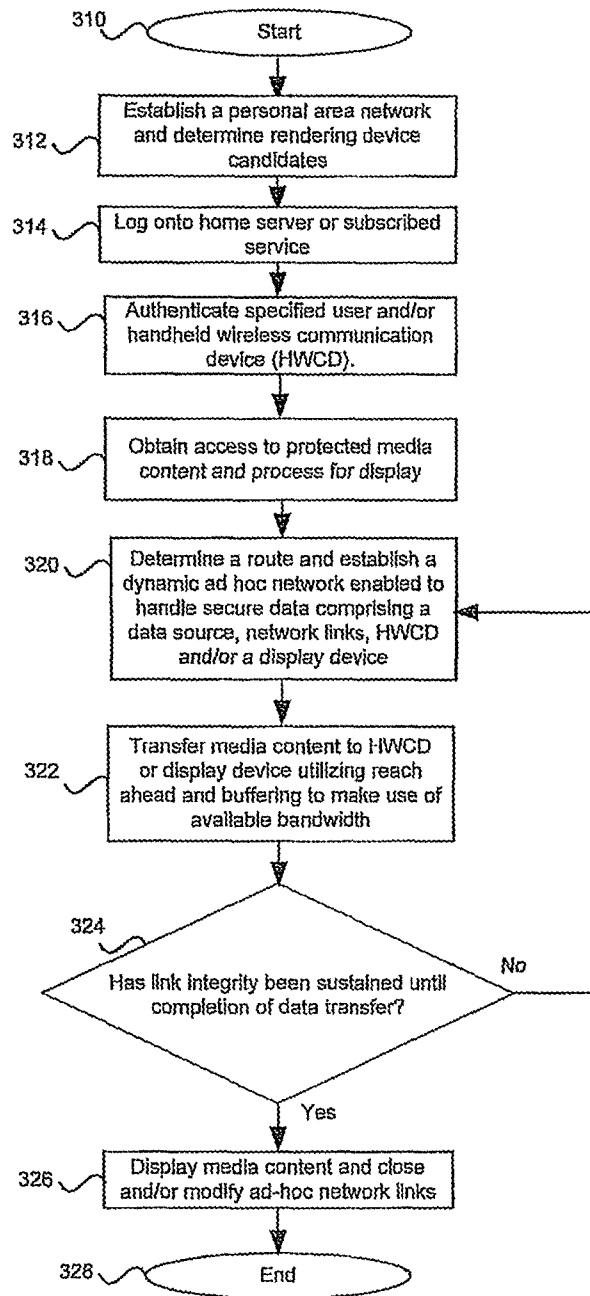 310
Start
312
Establish a personal area network
and determine rendering device
candidates
314
Log onto home server or subscribed
service
316
Authenticate specified user and/or
handheld wireless communication
device (HWCD).
318
Obtain access to protected media
content and process for display
320
Determine a route and establish a
dynamic ad hoc network enabled to
handle secure data comprising a
data source, network links, HWCD
and/or a display device
322
Transfer media content to HWCD
or display device utilizing reach
ahead and buffering to make use of
available bandwidth
324
Has link integrity been sustained until
completion of data transfer?
No
Yes
326
Display media content and close
and/or modify ad-hoc network links
328
End